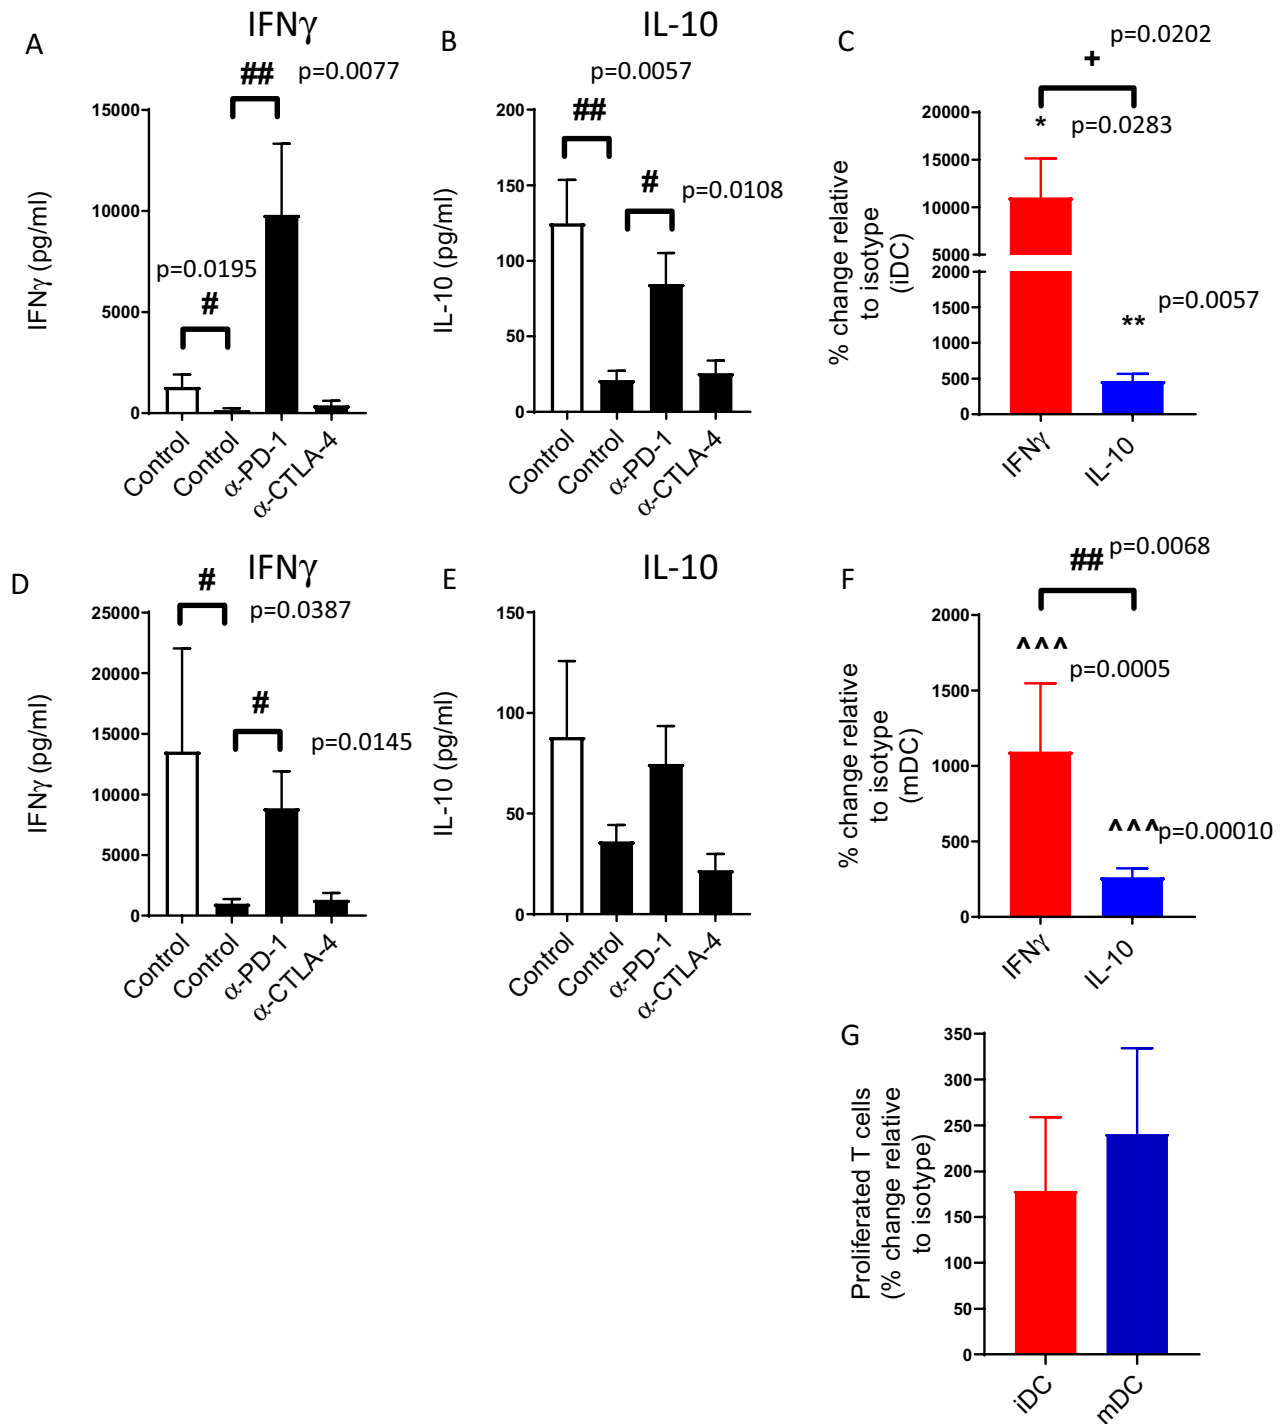 A
IFNγ
##
p=0.0077
IFNγ (pg/ml)
15000
10000
5000
0
p=0.0195
#
Control
Control
α-PD-1
α-CTLA-4
B
IL-10
p=0.0057
##
#
p=0.0108
IL-10 (pg/ml)
200
150
100
50
0
Control
Control
α-PD-1
α-CTLA-4
C
p=0.0202
+
*
p=0.0283
% change relative
to isotype
(iDC)
20000
15000
10000
5000
2000
1500
1000
500
0
p=0.0057
**
IFNγ
IL-10
D
IFNγ
#
p=0.0387
#
p=0.0145
IFNγ (pg/ml)
25000
20000
15000
10000
5000
0
Control
Control
α-PD-1
α-CTLA-4
E
IL-10
IL-10 (pg/ml)
150
100
50
0
Control
Control
α-PD-1
α-CTLA-4
F
##
p=0.0068
^^^
p=0.0005
^^^
p=0.00010
% change relative
to isotype
(mDC)
2000
1500
1000
500
0
IFNγ
IL-10
G
Proliferated T cells
(% change relative
to isotype)
350
300
250
200
150
100
50
0
iDC
mDC